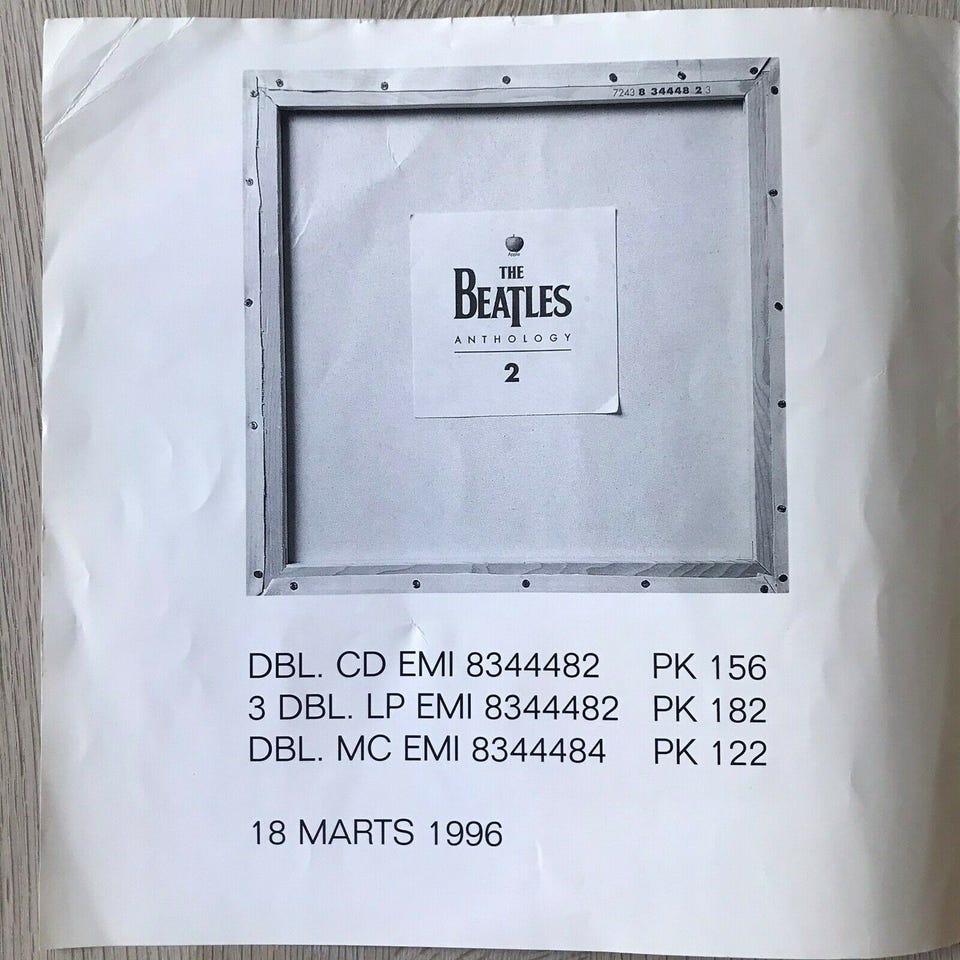 7243 8 34448 2 3
Apple
THE
BEATLES
ANTHOLOGY
2
DBL. CD EMI 8344482 PK 156
3 DBL. LP EMI 8344482 PK 182
DBL. MC EMI 8344484 PK 122
18 MARTS 1996